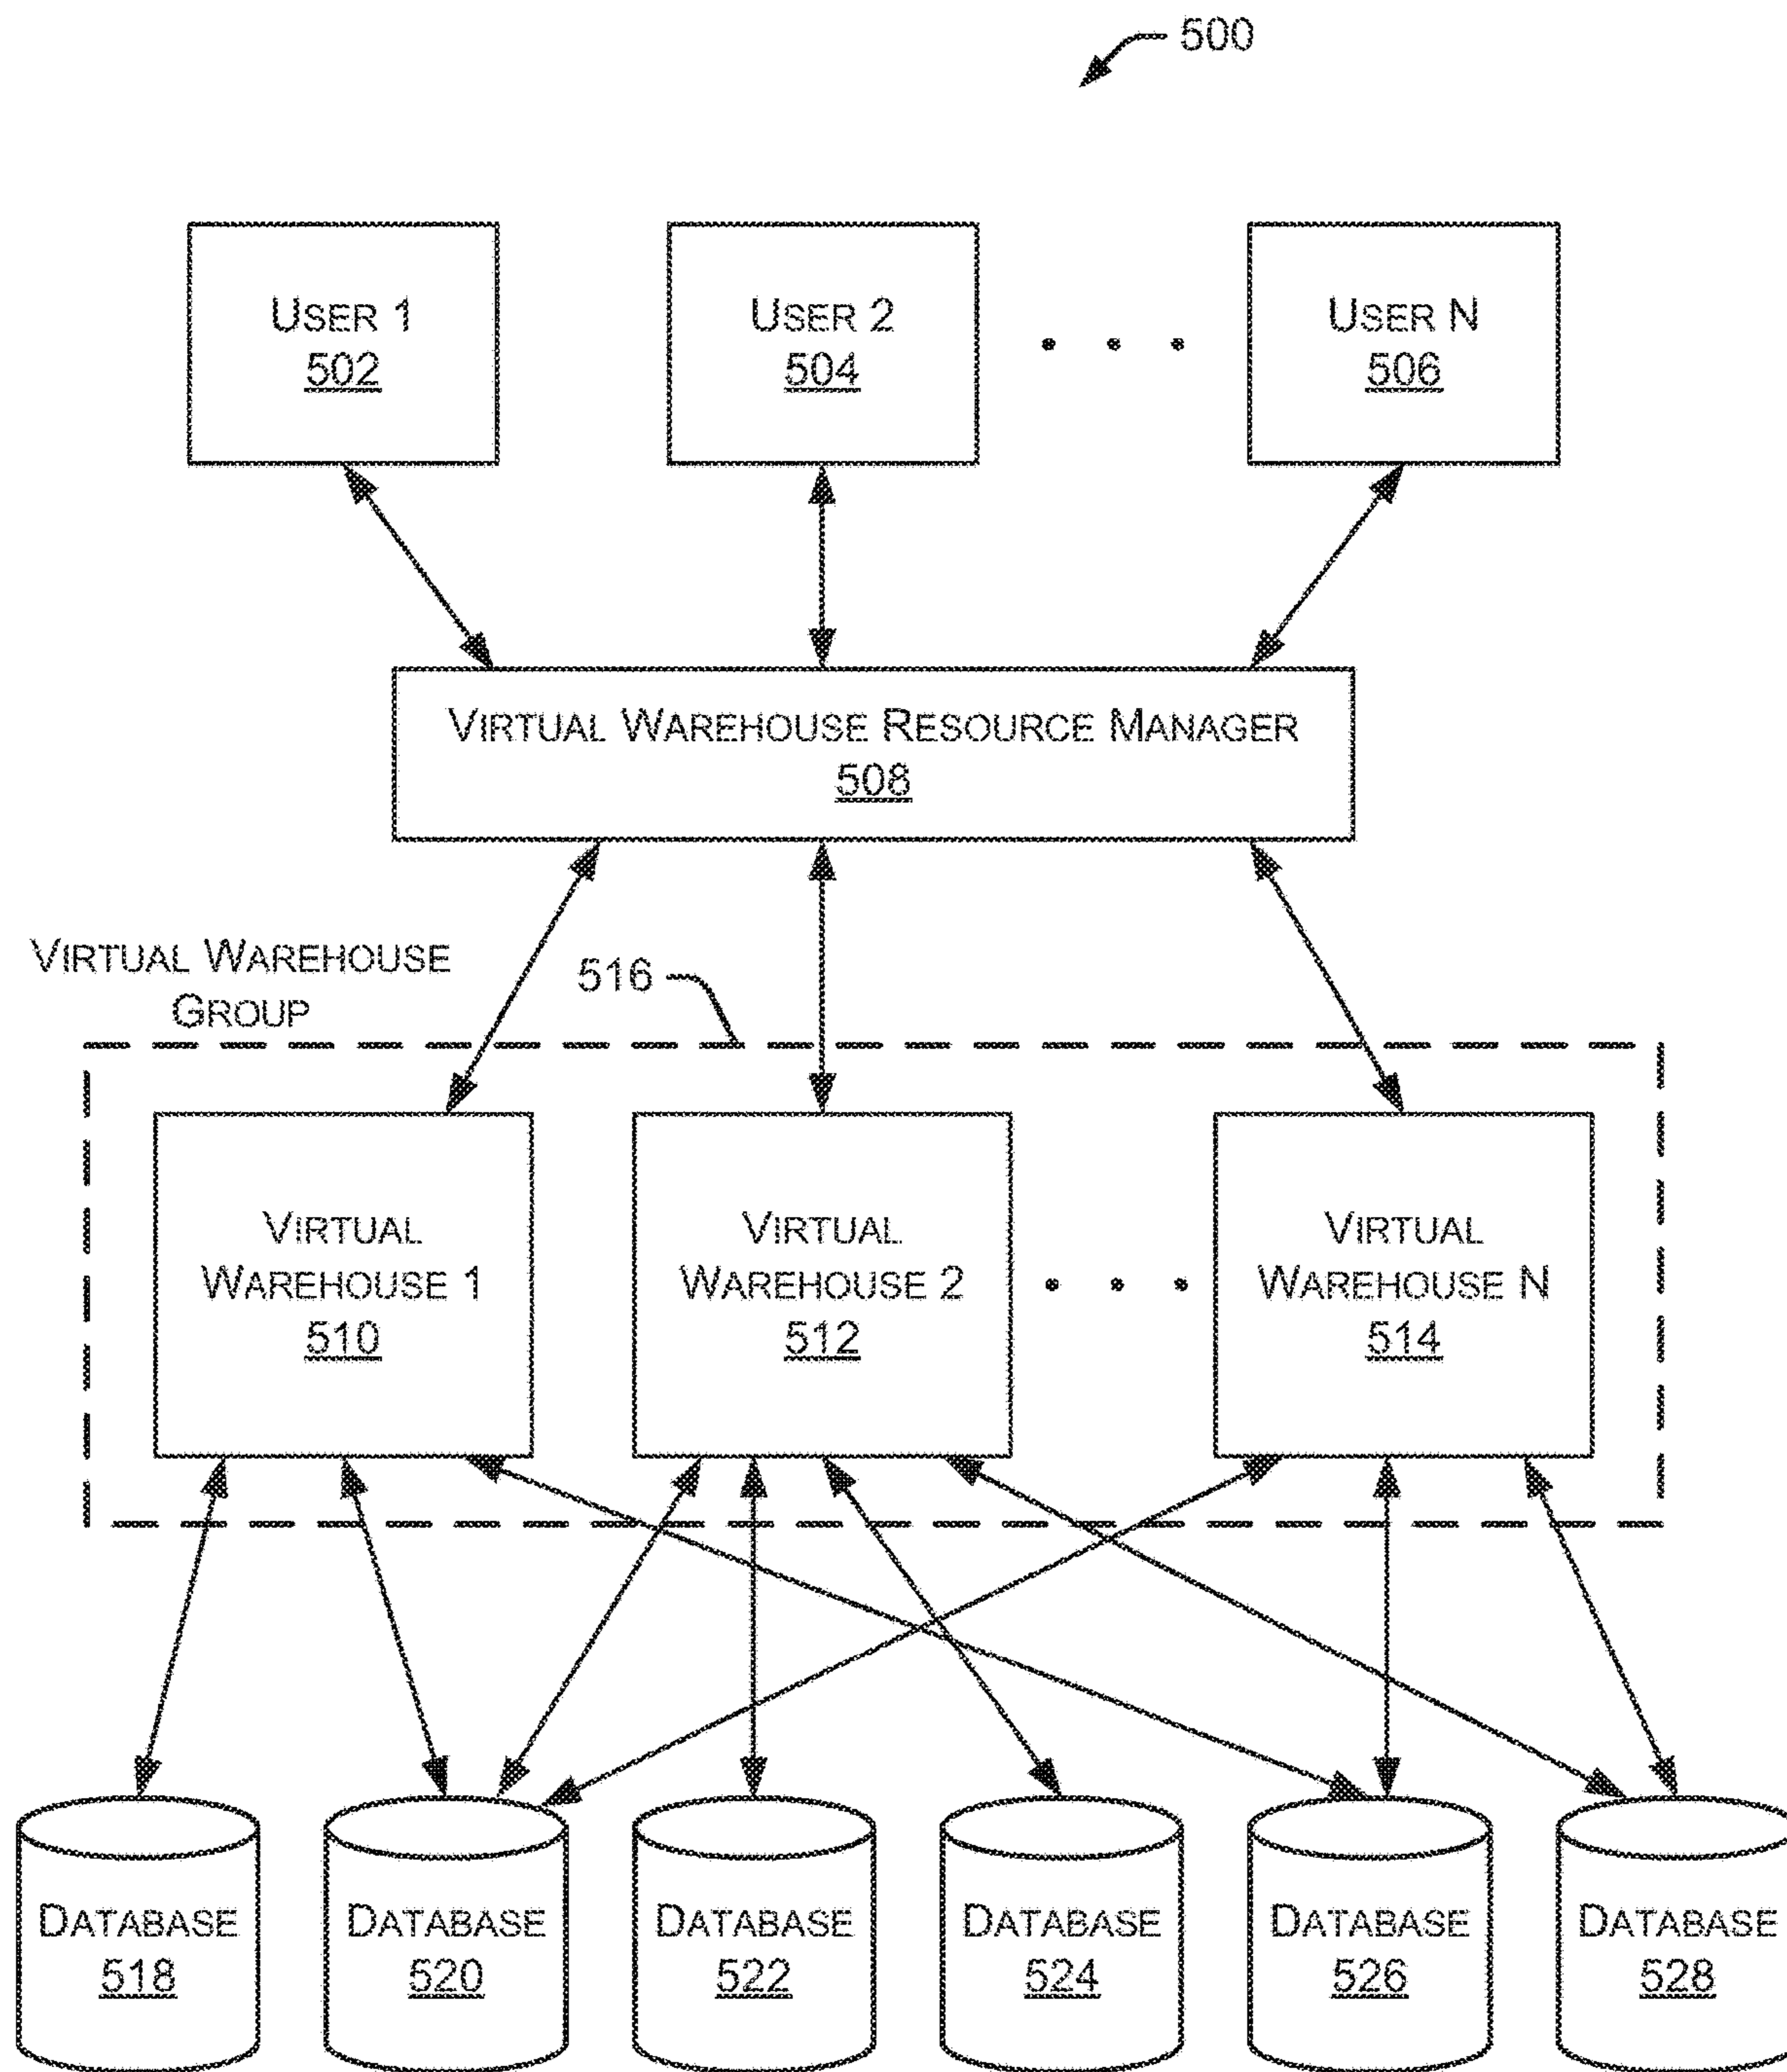 500
USER 1
502
USER 2
504
USER N
506
VIRTUAL WAREHOUSE RESOURCE MANAGER
508
VIRTUAL WAREHOUSE
GROUP
516
VIRTUAL
WAREHOUSE 1
510
VIRTUAL
WAREHOUSE 2
512
VIRTUAL
WAREHOUSE N
514
DATABASE
518
DATABASE
520
DATABASE
522
DATABASE
524
DATABASE
526
DATABASE
528